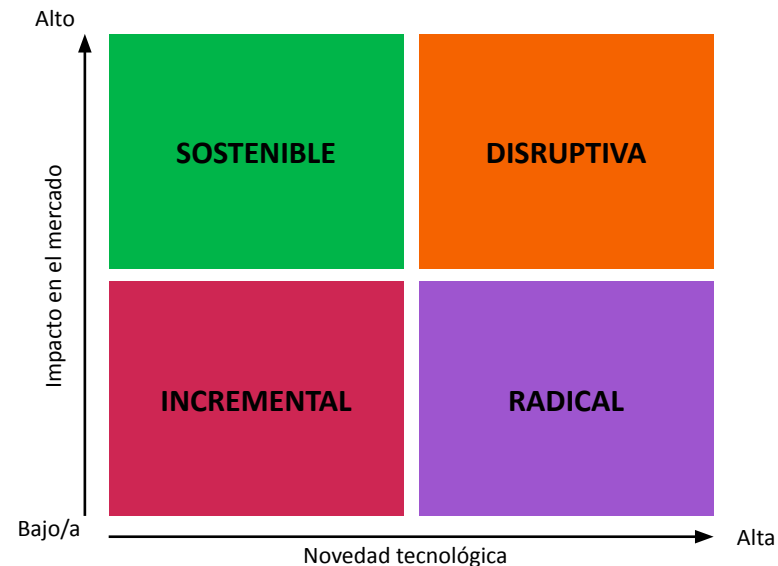 Alto
Impacto en el mercado
SOSTENIBLE
DISRUPTIVA
INCREMENTAL
RADICAL
Bajo/a
Novedad tecnológica
Alta